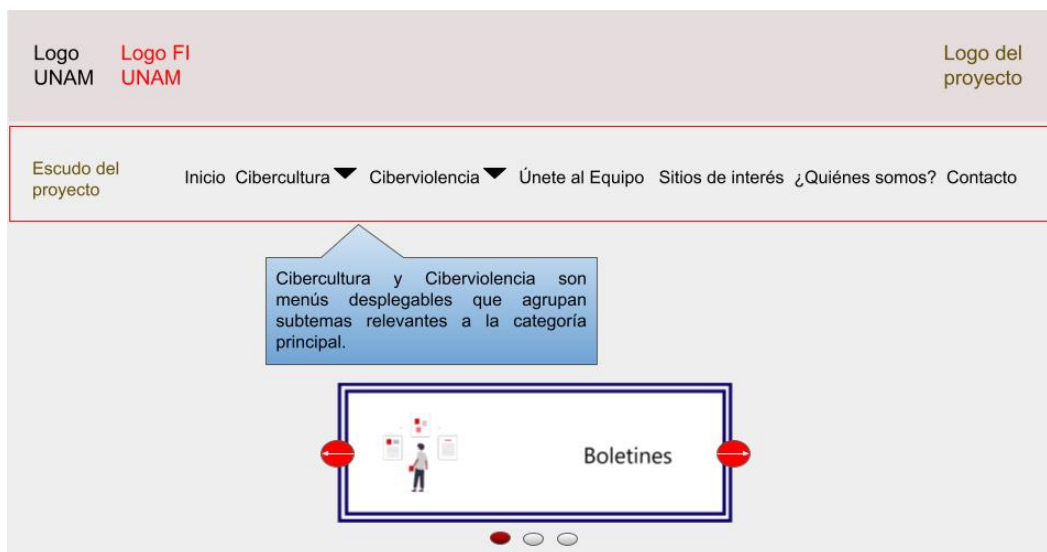 Logo
UNAM
Logo FI
UNAM
Logo del
proyecto
Escudo del
proyecto
Inicio Cibercultura Ciberviolencia Únete al Equipo Sitios de interés ¿Quiénes somos? Contacto
Cibercultura y Ciberviolencia son
menús desplegables que agrupan
subtemas relevantes a la categoría
principal.
Boletines